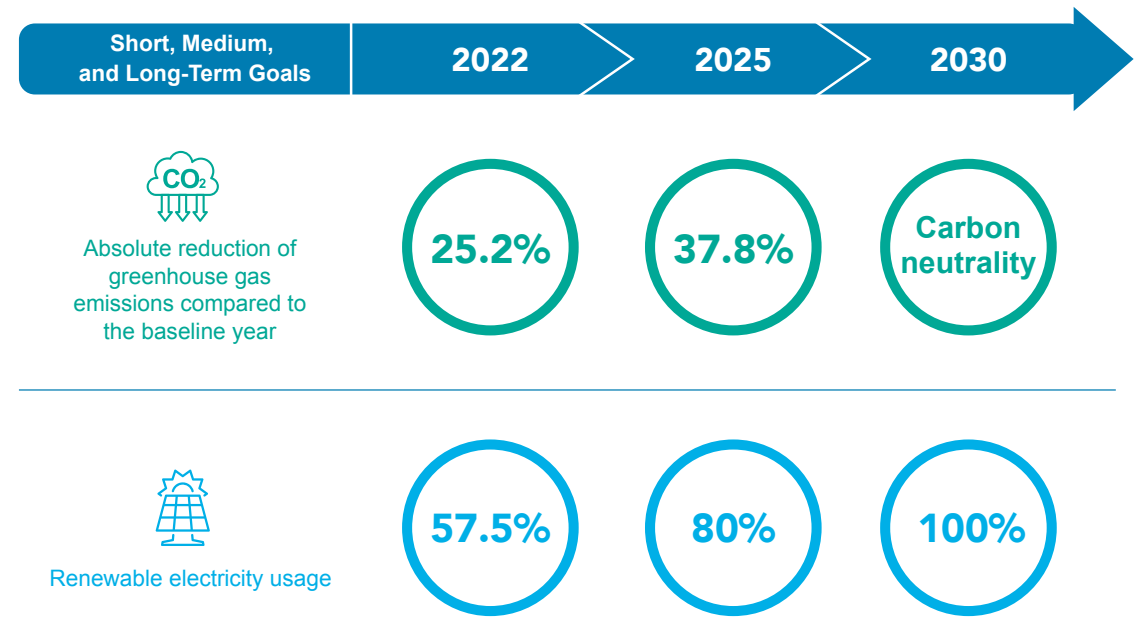 Short, Medium,
and Long-Term Goals
2022
2025
2030
CO₂
Absolute reduction of
greenhouse gas
emissions compared to
the baseline year
25.2%
37.8%
Carbon
neutrality
Renewable electricity usage
57.5%
80%
100%